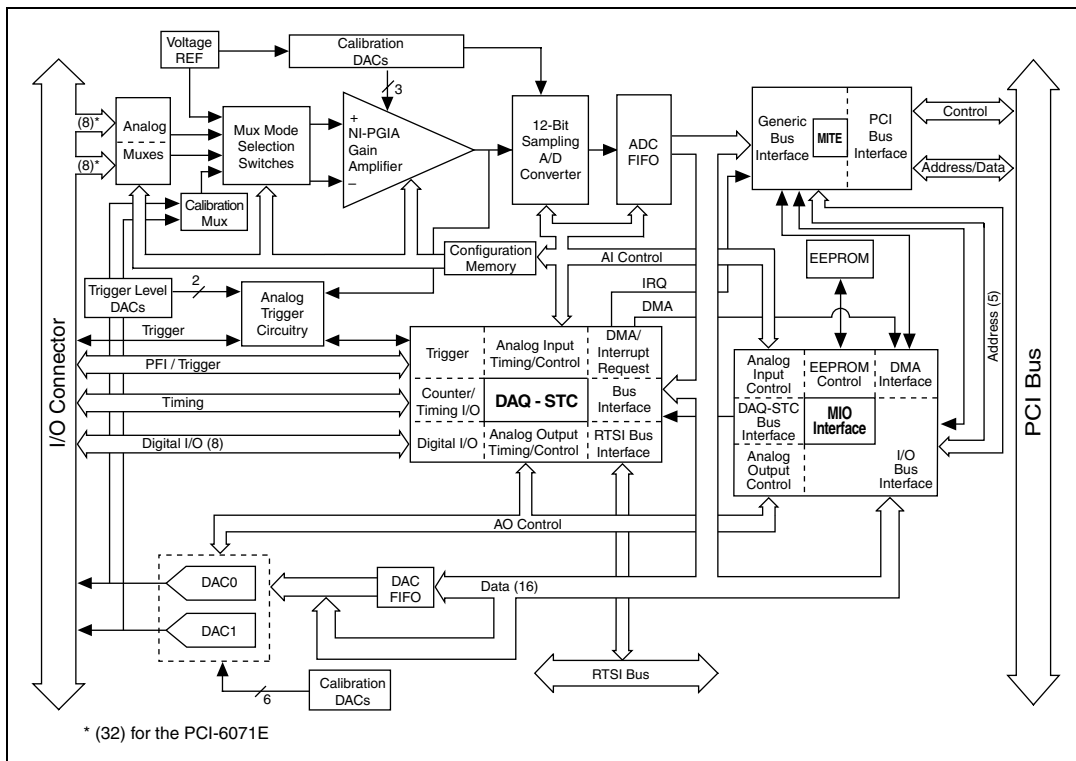 Voltage
REF
Calibration
DACs
3
(8)*
(8)*
Analog
Muxes
Mux Mode
Selection
Switches
+
NI-PGIA
Gain
Amplifier
–
12-Bit
Sampling
A/D
Converter
ADC
FIFO
Generic
Bus
Interface
MITE
PCI
Bus
Interface
Control
Address/Data
Calibration
Mux
Configuration
Memory
AI Control
EEPROM
Address (5)
Trigger Level
DACs
2
Analog
Trigger
Circuitry
IRQ
DMA
Trigger
PFI / Trigger
Timing
Digital I/O (8)
Trigger
Analog Input
Timing/Control
DMA/
Interrupt
Request
Counter/
Timing I/O
DAQ - STC
Bus
Interface
Digital I/O
Analog Output
Timing/Control
RTSI Bus
Interface
Analog
Input
Control
EEPROM
Control
DMA
Interface
DAQ-STC
Bus
Interface
MIO
Interface
Analog
Output
Control
I/O
Bus
Interface
I/O Connector
PCI Bus
AO Control
DAC0
DAC1
DAC
FIFO
Data (16)
6
Calibration
DACs
RTSI Bus
* (32) for the PCI-6071E